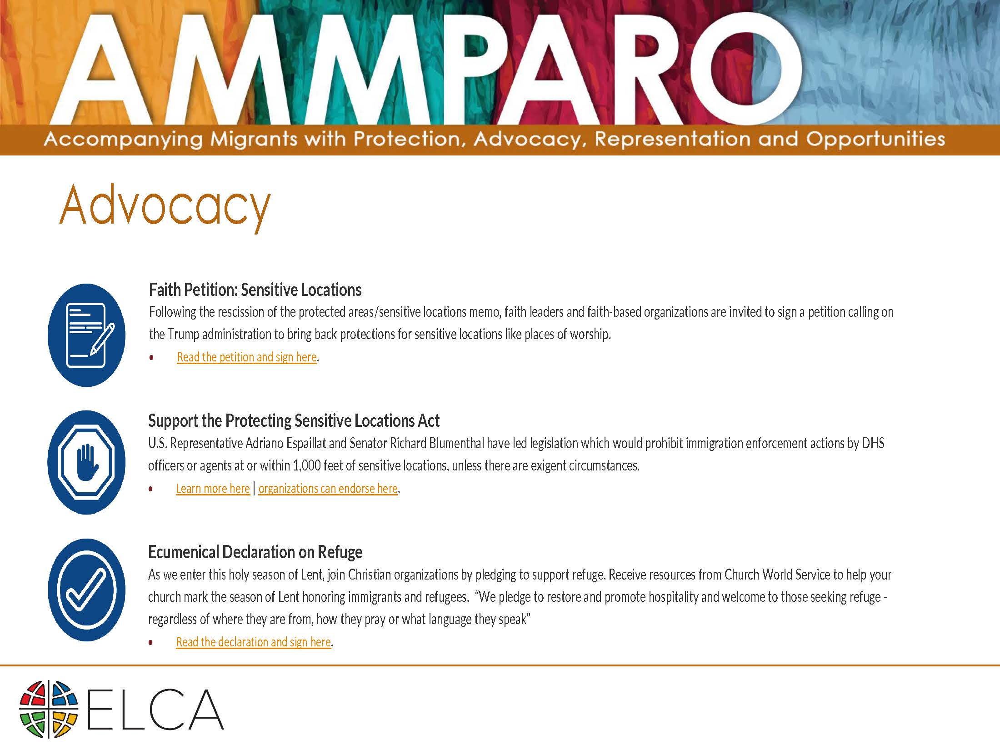 AMMPARO
Accompanying Migrants with Protection, Advocacy, Representation and Opportunities
Advocacy
Faith Petition: Sensitive Locations
Following the rescission of the protected areas/sensitive locations memo, faith leaders and faith-based organizations are invited to sign a petition calling on
the Trump administration to bring back protections for sensitive locations like places of worship.
• Read the petition and sign here.
Support the Protecting Sensitive Locations Act
U.S. Representative Adriano Espaillat and Senator Richard Blumenthal have led legislation which would prohibit immigration enforcement actions by DHS
officers or agents at or within 1,000 feet of sensitive locations, unless there are exigent circumstances.
• Learn more here | organizations can endorse here.
Ecumenical Declaration on Refuge
As we enter this holy season of Lent, join Christian organizations by pledging to support refuge. Receive resources from Church World Service to help your
church mark the season of Lent honoring immigrants and refugees. “We pledge to restore and promote hospitality and welcome to those seeking refuge -
regardless of where they are from, how they pray or what language they speak”
• Read the declaration and sign here.
ELCA